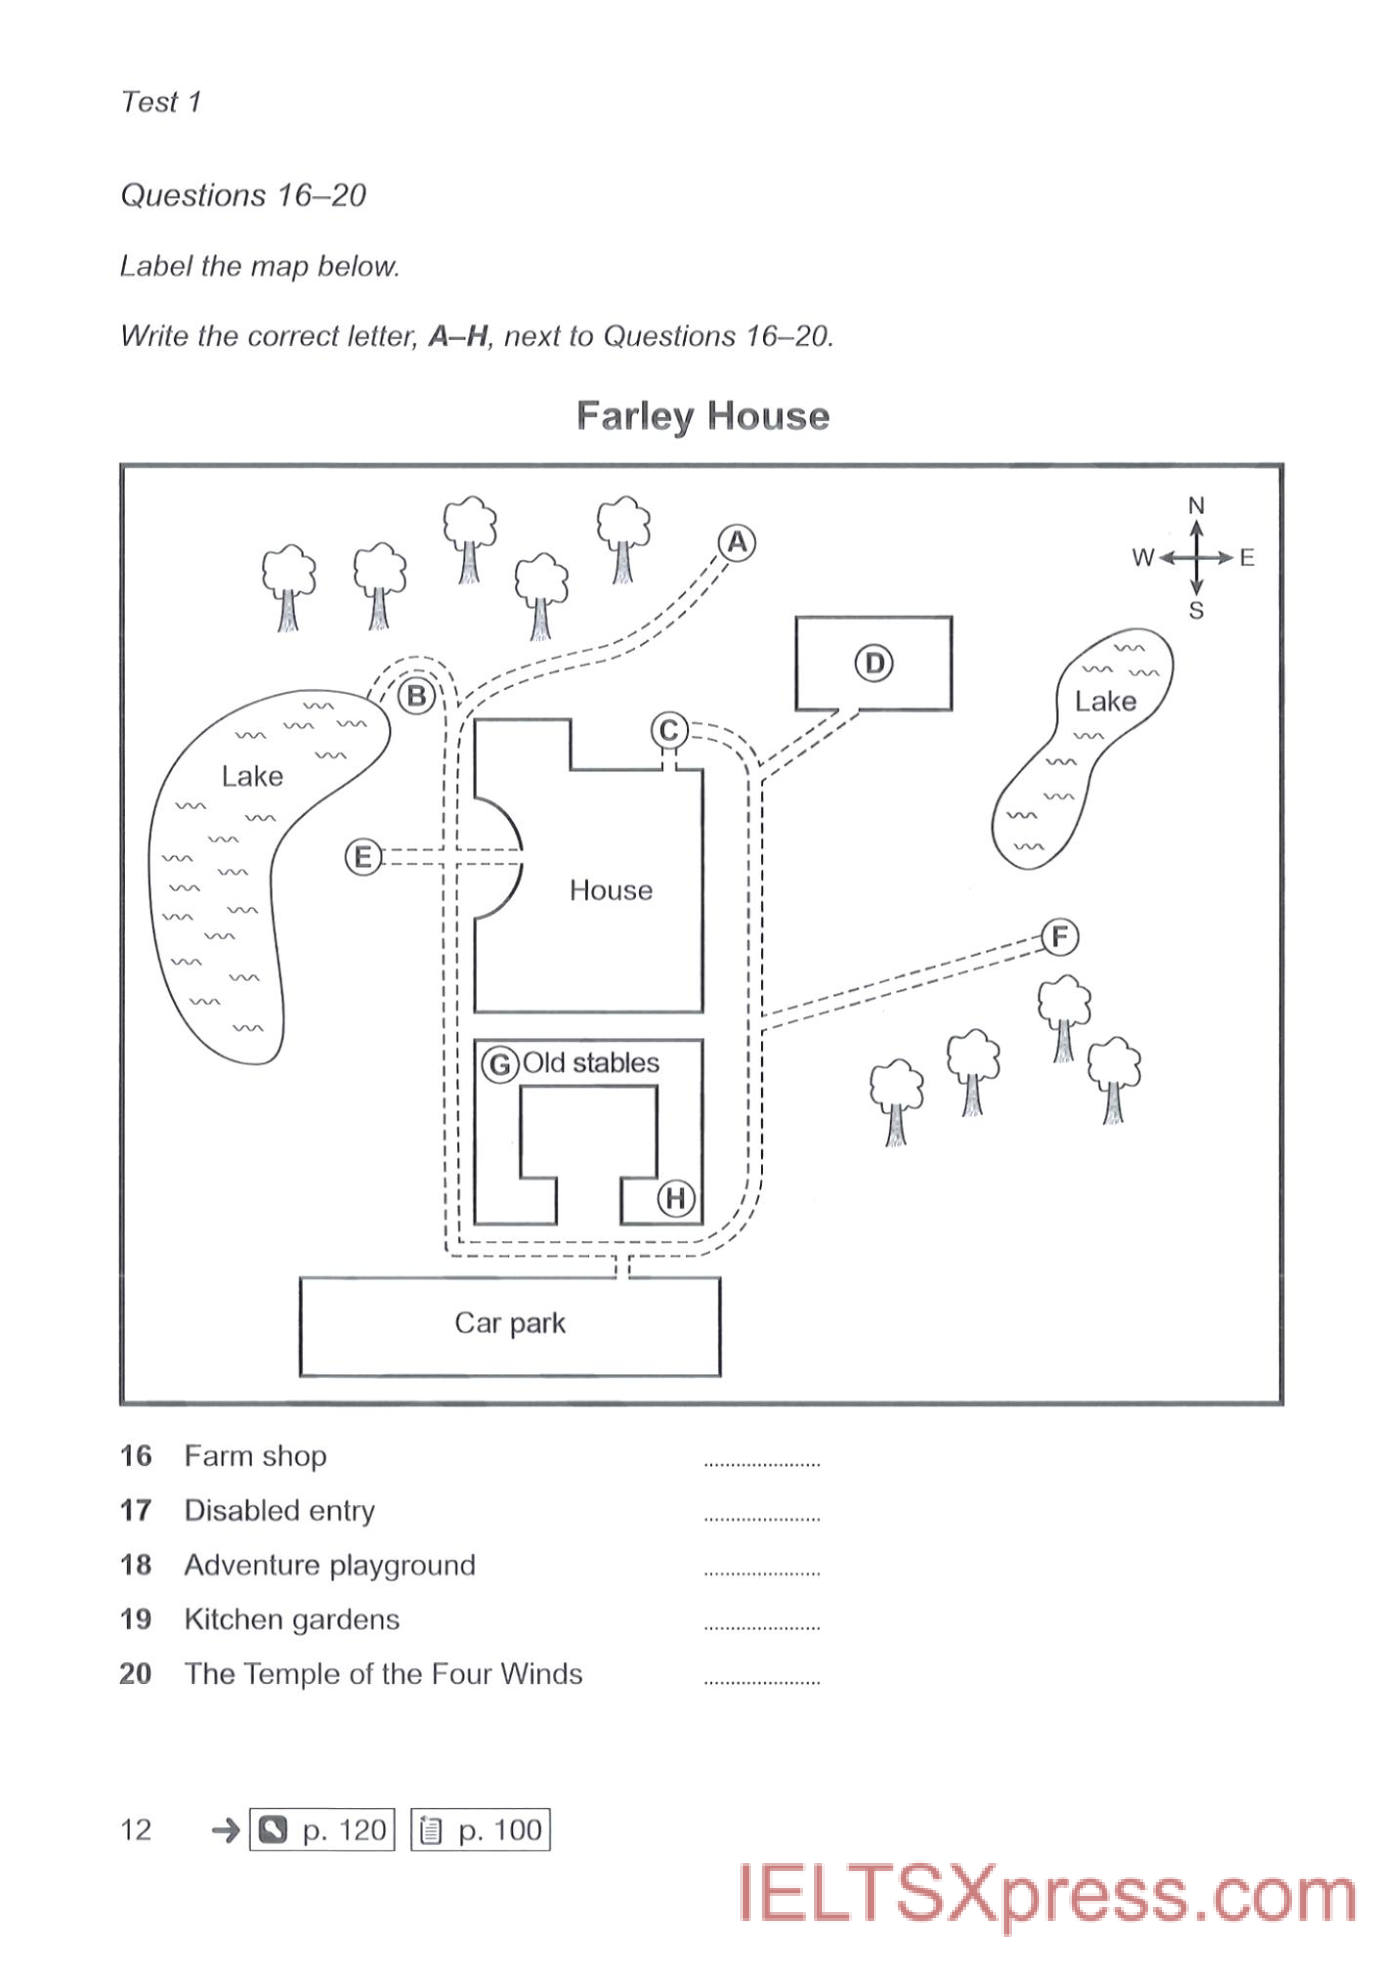 Test 1
Questions 16–20
Label the map below.
Write the correct letter, A–H, next to Questions 16–20.
Farley House
N
W E
S
A
B
C
D
Lake
Lake
E
House
F
G Old stables
H
Car park
16 Farm shop ......................
17 Disabled entry ......................
18 Adventure playground ......................
19 Kitchen gardens ......................
20 The Temple of the Four Winds ......................
12 → p. 120 p. 100
IELTSXpress.com